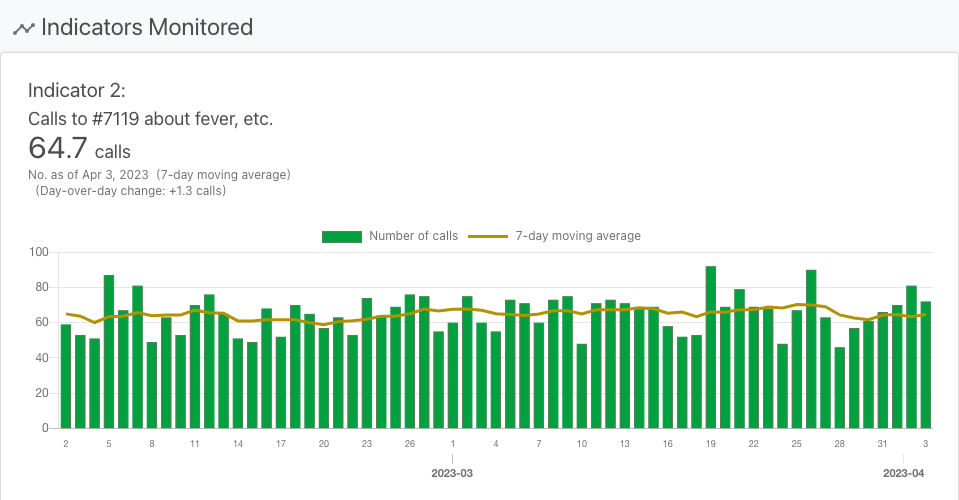 Indicators Monitored
Indicator 2:
Calls to #7119 about fever, etc.
64.7 calls
No. as of Apr 3, 2023 (7-day moving average)
(Day-over-day change: +1.3 calls)
Number of calls 7-day moving average
100
80
60
40
20
0
2 5 8 11 14 17 20 23 26 1 4 7 10 13 16 19 22 25 28 31 3
2023-03 2023-04